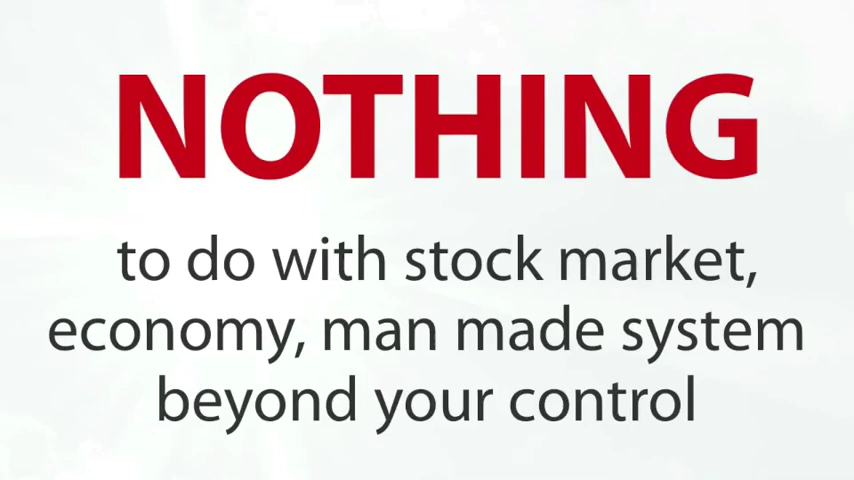 NOTHING
to do with stock market,
economy, man made system
beyond your control